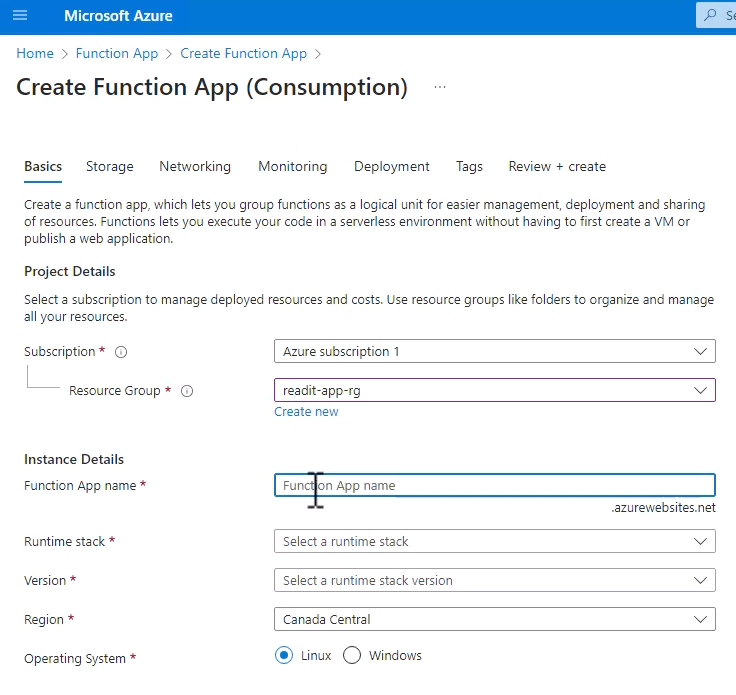 Microsoft Azure
Se
Home > Function App > Create Function App >
Create Function App (Consumption) ...
Basics Storage Networking Monitoring Deployment Tags Review + create
Create a function app, which lets you group functions as a logical unit for easier management, deployment and sharing
of resources. Functions lets you execute your code in a serverless environment without having to first create a VM or
publish a web application.
Project Details
Select a subscription to manage deployed resources and costs. Use resource groups like folders to organize and manage
all your resources.
Subscription * Azure subscription 1
Resource Group * readit-app-rg
Create new
Instance Details
Function App name * Function App name
.azurewebsites.net
Runtime stack * Select a runtime stack
Version * Select a runtime stack version
Region * Canada Central
Operating System * Linux Windows